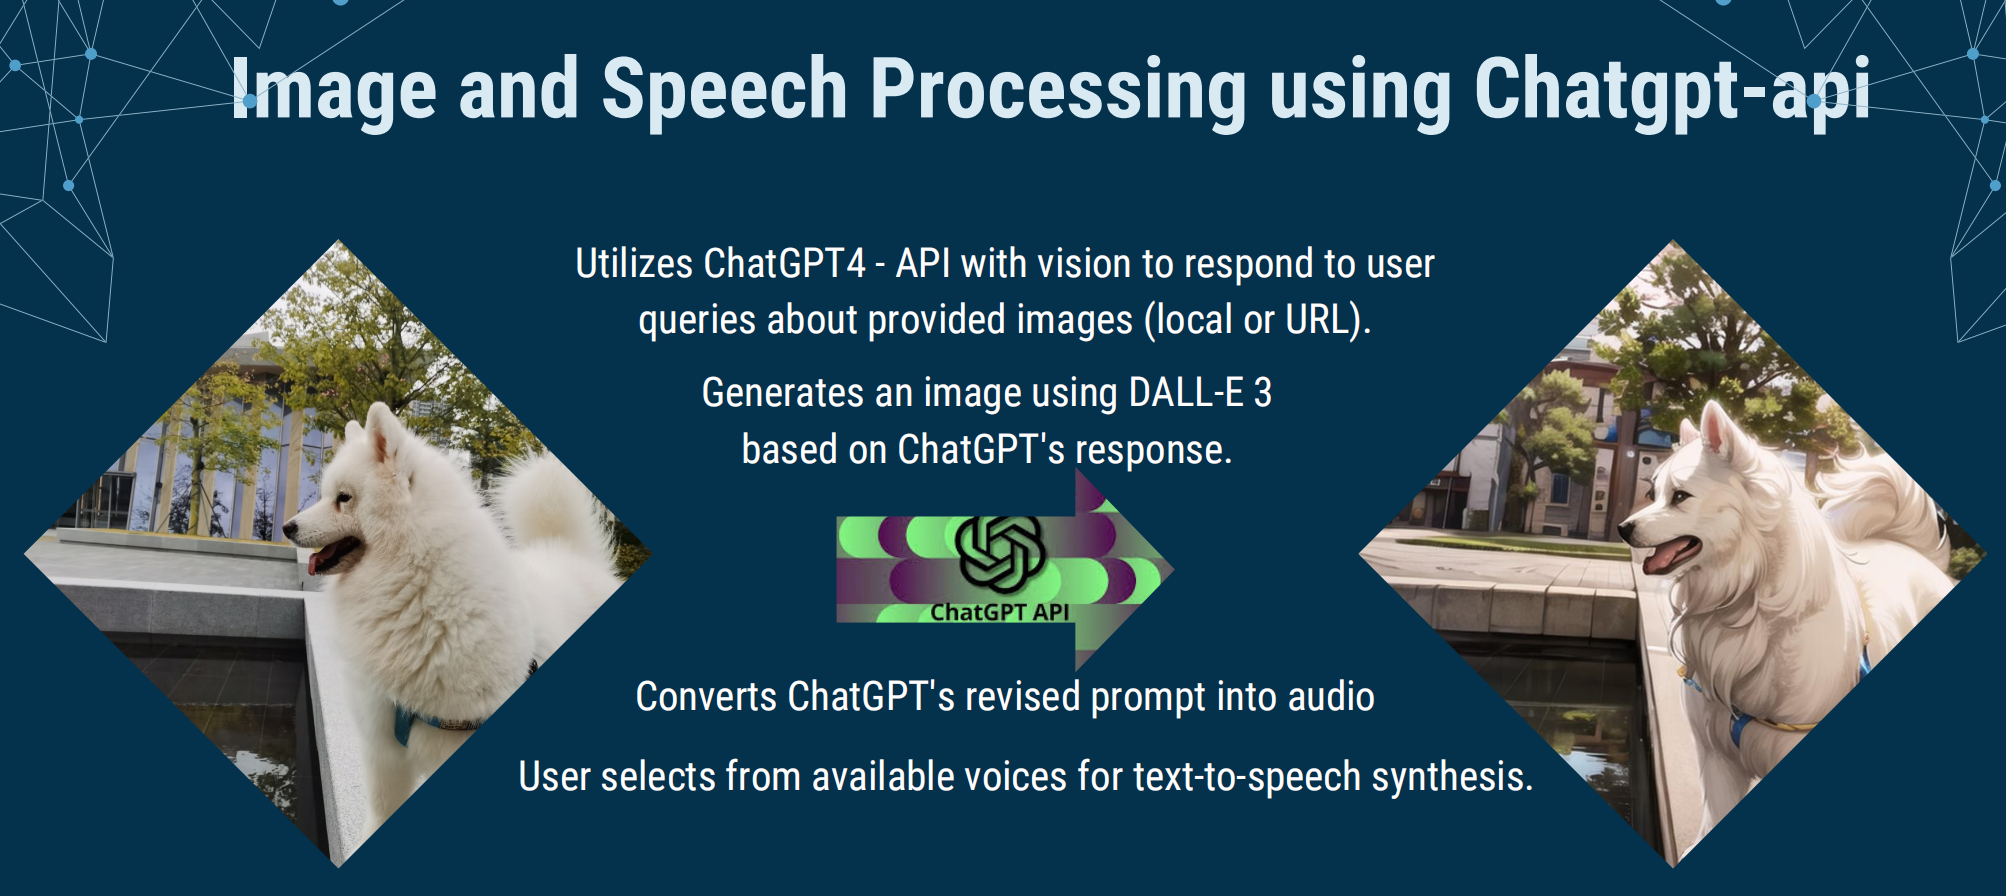 Image and Speech Processing using Chatgpt-api
Utilizes ChatGPT4 - API with vision to respond to user
queries about provided images (local or URL).
Generates an image using DALL-E 3
based on ChatGPT's response.
ChatGPT API
Converts ChatGPT's revised prompt into audio
User selects from available voices for text-to-speech synthesis.